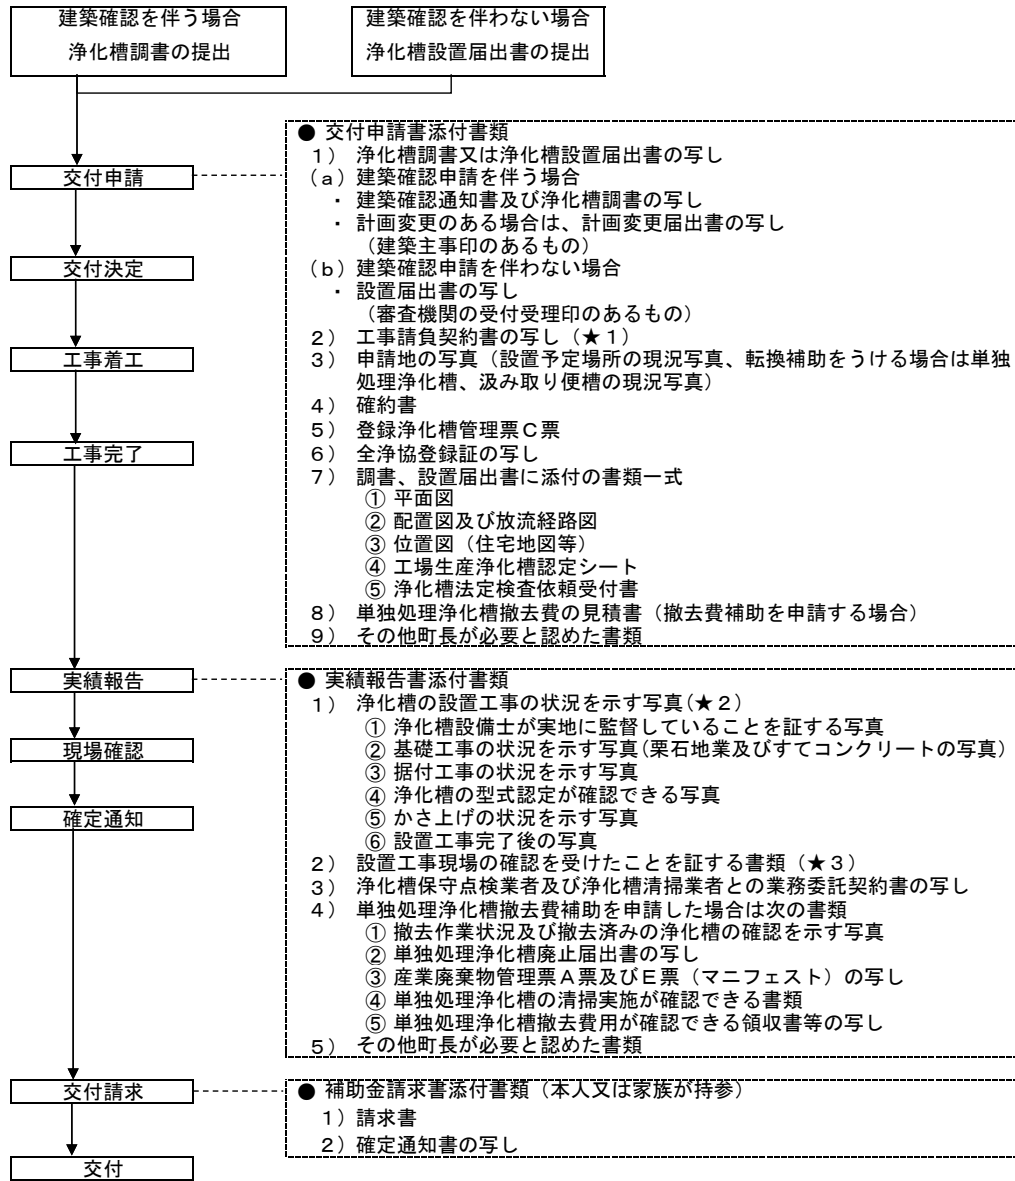 建築確認を伴う場合
浄化槽調書の提出
建築確認を伴わない場合
浄化槽設置届出書の提出
交付申請
● 交付申請書添付書類
１） 浄化槽調書又は浄化槽設置届出書の写し
（ａ）建築確認申請を伴う場合
・ 建築確認通知書及び浄化槽調書の写し
・ 計画変更のある場合は、計画変更届出書の写し
（建築主事印のあるもの）
（ｂ）建築確認申請を伴わない場合
・ 設置届出書の写し
（審査機関の受付受理印のあるもの）
２） 工事請負契約書の写し（★１）
３） 申請地の写真（設置予定場所の現況写真、転換補助をうける場合は単独
処理浄化槽、汲み取り便槽の現況写真）
４） 確約書
５） 登録浄化槽管理票Ｃ票
６） 全浄協登録証の写し
７） 調書、設置届出書に添付の書類一式
① 平面図
② 配置図及び放流経路図
③ 位置図（住宅地図等）
④ 工場生産浄化槽認定シート
⑤ 浄化槽法定検査依頼受付書
８） 単独処理浄化槽撤去費の見積書（撤去費補助を申請する場合）
９） その他町長が必要と認めた書類
交付決定
工事着工
工事完了
実績報告
● 実績報告書添付書類
１） 浄化槽の設置工事の状況を示す写真（★２）
① 浄化槽設備士が実地に監督していることを証する写真
② 基礎工事の状況を示す写真（栗石地業及びすてコンクリートの写真）
③ 据付工事の状況を示す写真
④ 浄化槽の型式認定が確認できる写真
⑤ かさ上げの状況を示す写真
⑥ 設置工事完了後の写真
２） 設置工事現場の確認を受けたことを証する書類（★３）
３） 浄化槽保守点検業者及び浄化槽清掃業者との業務委託契約書の写し
４） 単独処理浄化槽撤去費補助を申請した場合は次の書類
① 撤去作業状況及び撤去済みの浄化槽の確認を示す写真
② 単独処理浄化槽廃止届出書の写し
③ 産業廃棄物管理票Ａ票及びＥ票（マニフェスト）の写し
④ 単独処理浄化槽の清掃実施が確認できる書類
⑤ 単独処理浄化槽撤去費用が確認できる領収書等の写し
５） その他町長が必要と認めた書類
現場確認
確定通知
交付請求
● 補助金請求書添付書類（本人又は家族が持参）
１）請求書
２）確定通知書の写し
交付